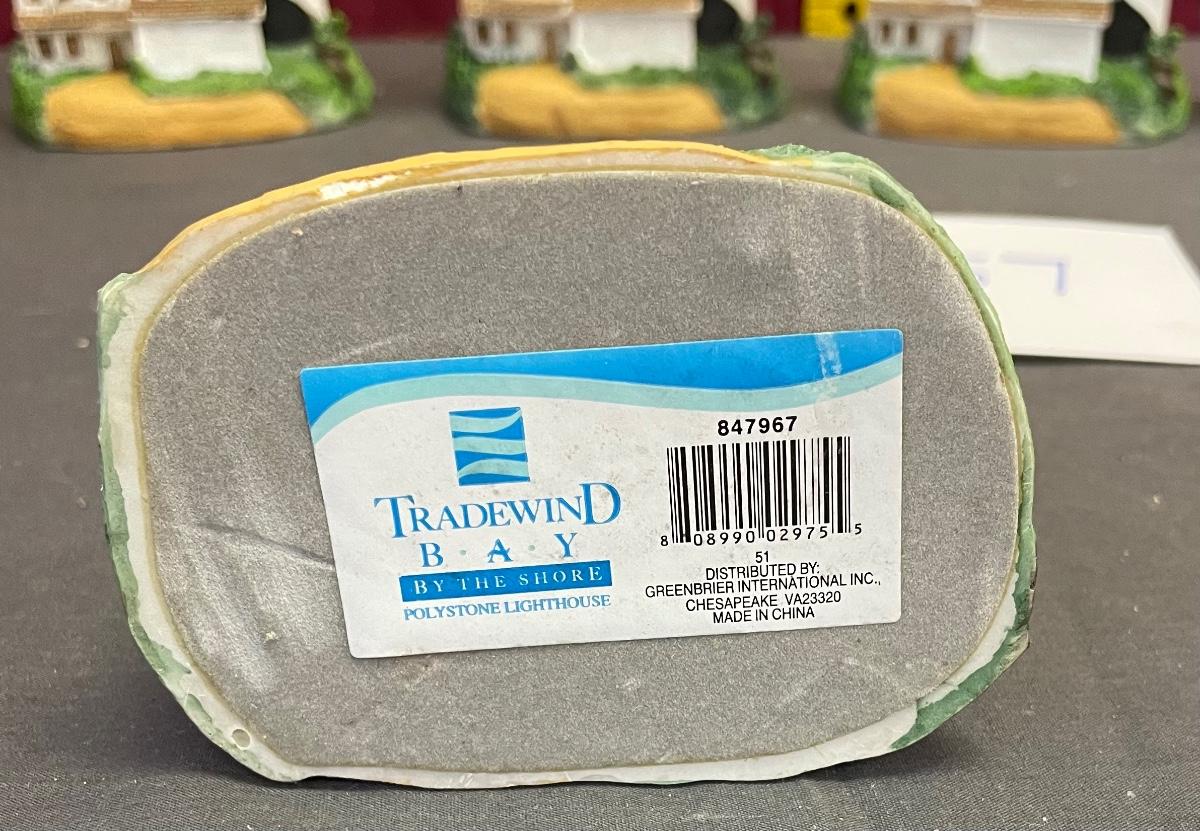 TRADEWIND
B · A · Y
BY THE SHORE
POLYSTONE LIGHTHOUSE
847967
8 08990 02975 5
51
DISTRIBUTED BY:
GREENBRIER INTERNATIONAL INC.,
CHESAPEAKE VA23320
MADE IN CHINA